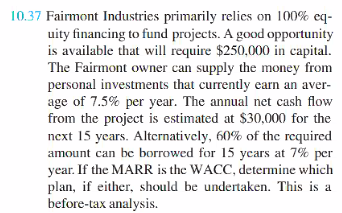 10.37 Fairmont Industries primarily relies on 100% eq-
uity financing to fund projects. A good opportunity
is available that will require $250,000 in capital.
The Fairmont owner can supply the money from
personal investments that currently earn an aver-
age of 7.5% per year. The annual net cash flow
from the project is estimated at $30,000 for the
next 15 years. Alternatively, 60% of the required
amount can be borrowed for 15 years at 7% per
year. If the MARR is the WACC, determine which
plan, if either, should be undertaken. This is a
before-tax analysis.